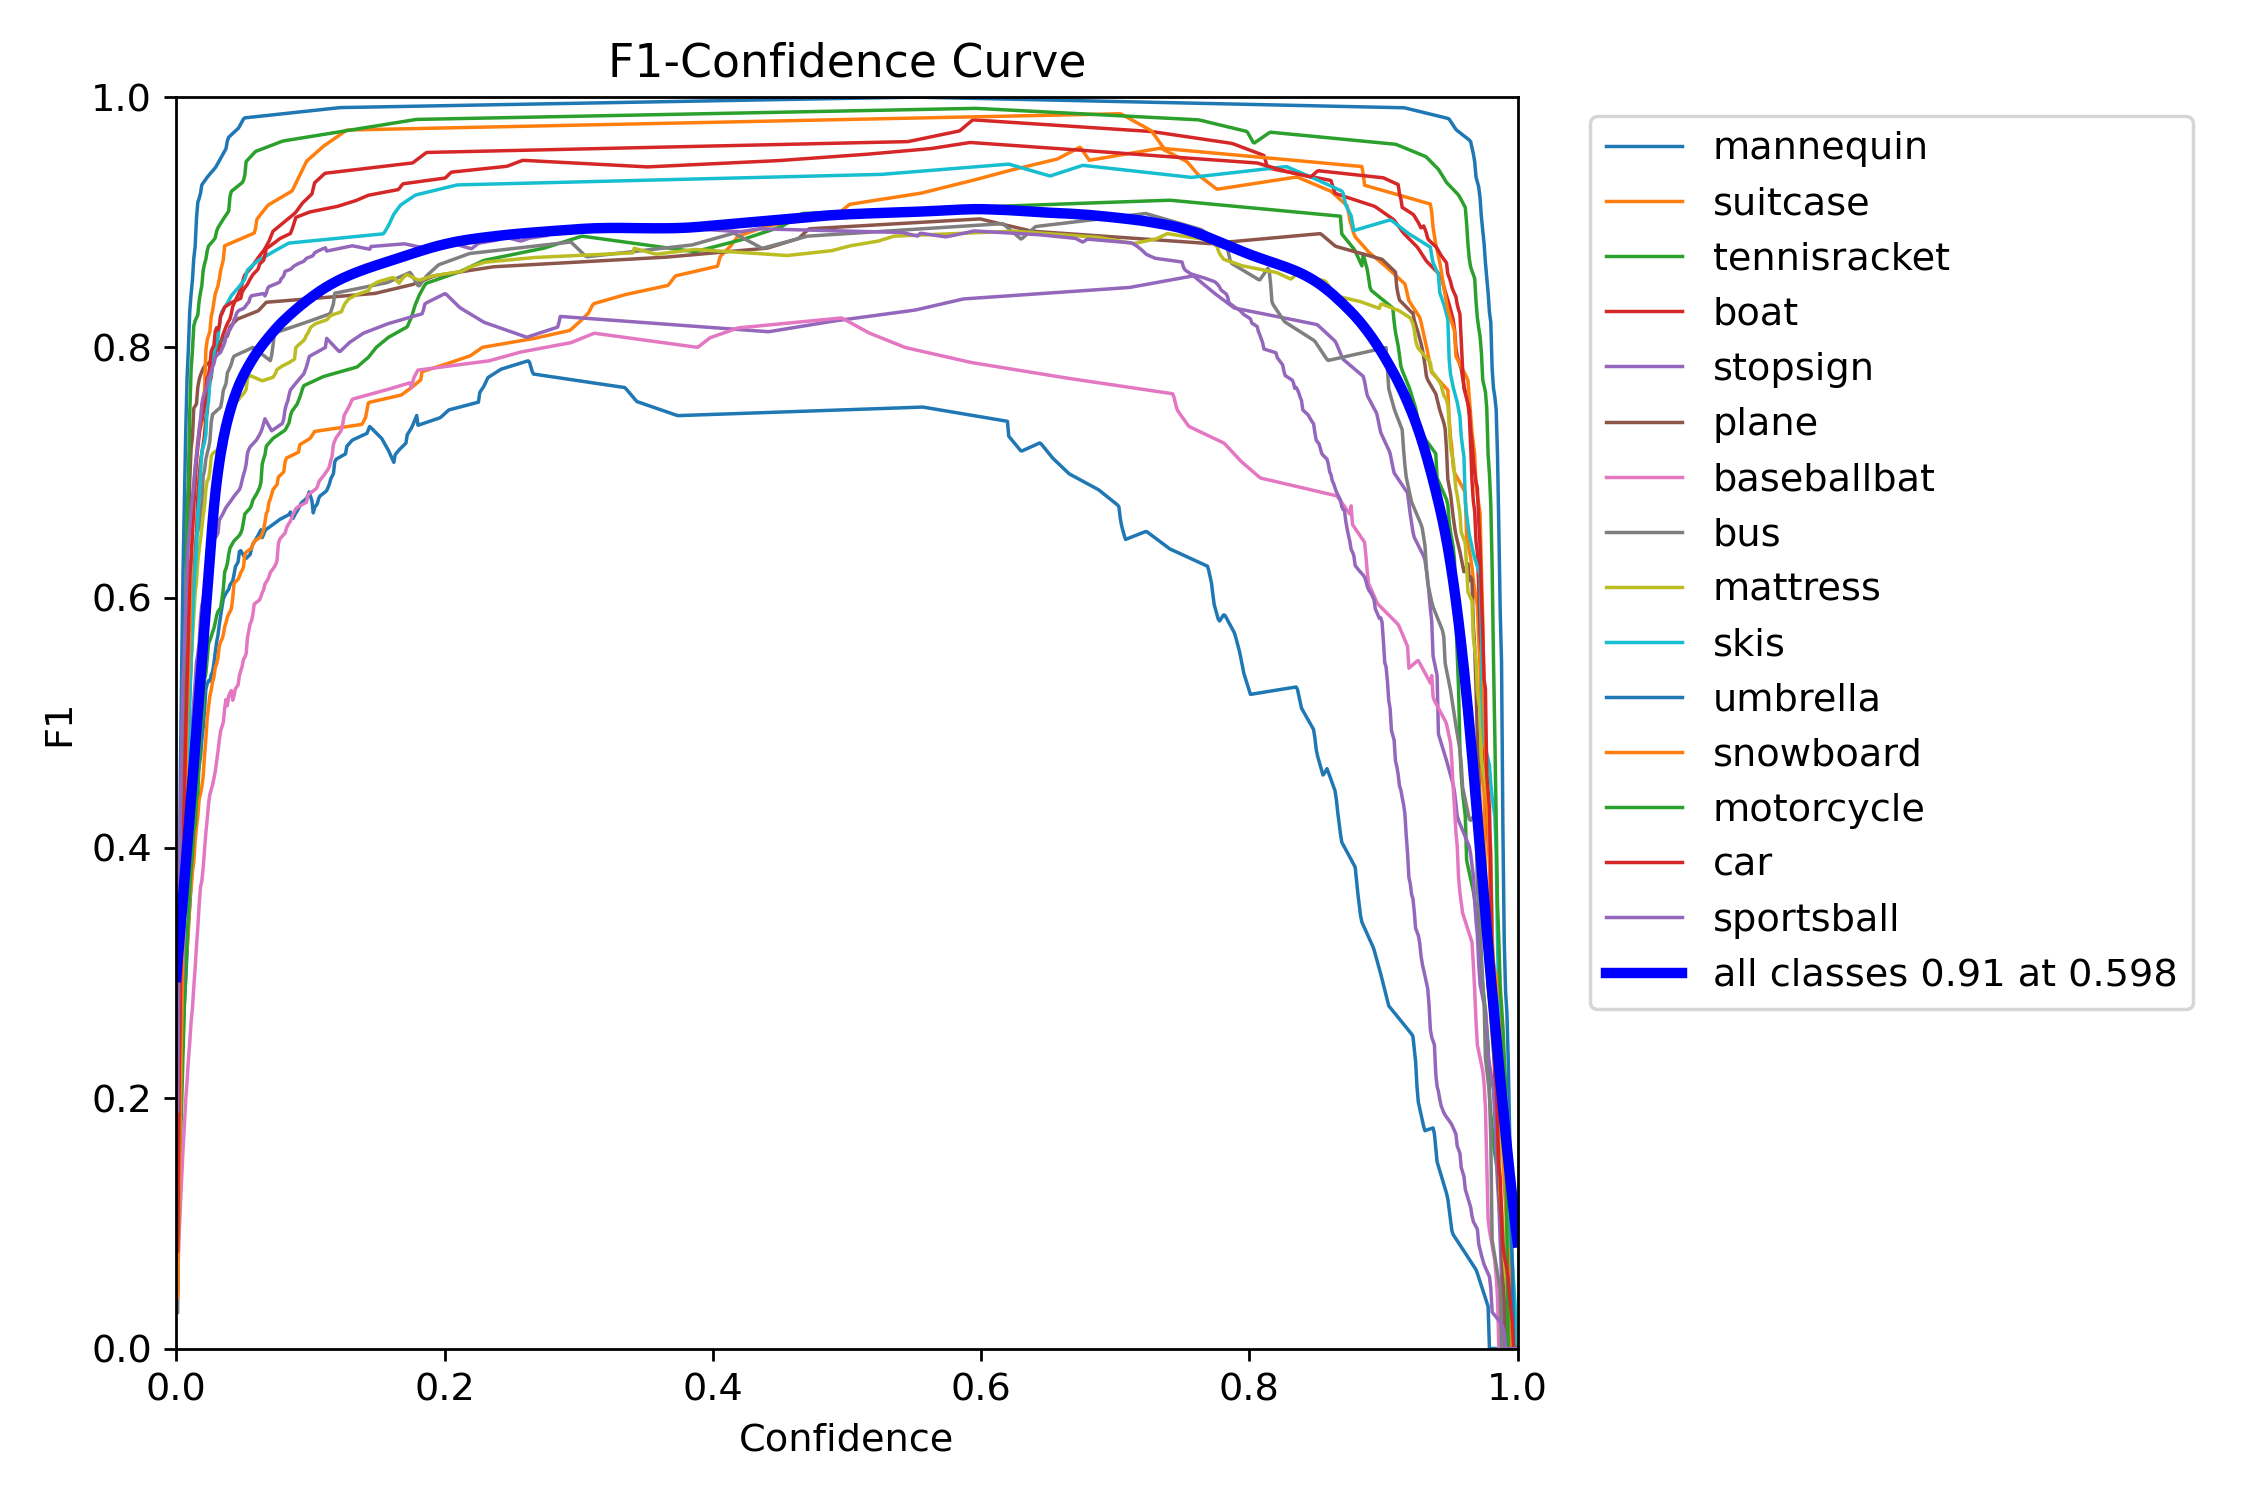 F1-Confidence Curve
1.0
0.8
0.6
0.4
0.2
0.0
F1
0.0 0.2 0.4 0.6 0.8 1.0
Confidence
mannequin
suitcase
tennisracket
boat
stopsign
plane
baseballbat
bus
mattress
skis
umbrella
snowboard
motorcycle
car
sportsball
all classes 0.91 at 0.598